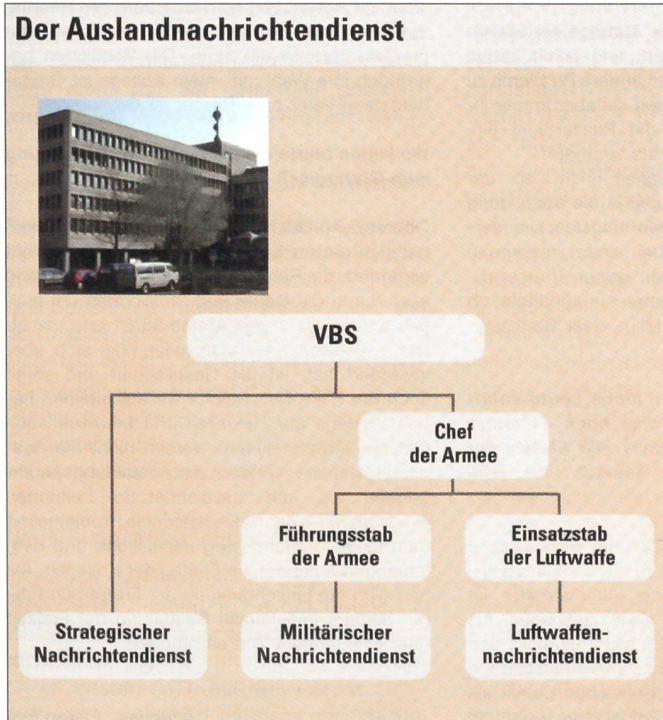 Der Auslandnachrichtendienst
VBS
Chef
der Armee
Führungsstab
der Armee
Einsatzstab
der Luftwaffe
Strategischer
Nachrichtendienst
Militärischer
Nachrichtendienst
Luftwaffen-
nachrichtendienst